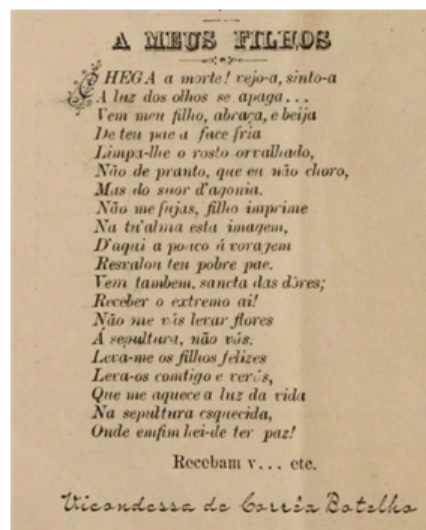 A MEUS FILHOS
CHEGA a morte! vejo-a, sinto-a
A luz dos olhos se apaga...
Vem meu filho, abraça, e beija
De teu pae a face fria
Limpa-lhe o rosto orvalhado,
Não de pranto, que eu não choro,
Mas do suor d'agonia.
Não me fujas, filho imprime
Na tu'alma esta imagem,
D'aqui a pouco á voragem
Resvalou teu pobre pae.
Vem tambem, sancta das dôres;
Receber o extremo ai!
Não me vás levar flores
Á sepultura, não vás.
Leva-me os filhos felizes
Leva-os comtigo e verás,
Que me aquece a luz da vida
Na sepultura esquecida,
Onde emfim hei-de ter paz!
Recebam v... etc.
Vicondessa de Corrêa Botelho